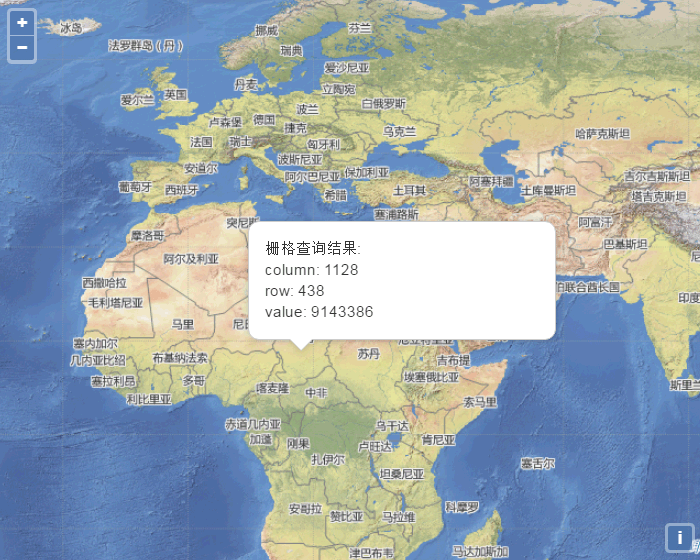 +
−
冰岛
挪威
芬兰
法罗群岛（丹）
瑞典
爱沙尼亚
丹麦
立陶宛
爱尔兰
英国
波兰
白俄罗斯
卢森堡
德国
捷克
乌克兰
哈萨克斯坦
法国
瑞士
匈牙利
波斯尼亚
安道尔
阿尔巴尼亚
保加利亚
吉尔吉斯斯坦
葡萄牙
西班牙
希腊
土耳其
阿塞拜疆
土库曼斯坦
塔吉克斯坦
塞浦路斯
突尼斯
阿富汗
摩洛哥
巴基斯坦
阿尔及利亚
栅格查询结果:
column: 1128
row: 438
value: 9143386
西撒哈拉
伯联合酋长国
毛利塔尼亚
印度
马里
塞内加尔
苏丹
几内亚比绍
布基纳法索
吉布提
塞拉利昂
多哥
喀麦隆
中非
埃塞俄比亚
斯里兰
利比里亚
索马里
赤道几内亚
乌干达
加蓬
刚果
卢旺达
肯尼亚
扎伊尔
塞舌尔
坦桑尼亚
安哥拉
赞比亚
马拉维
科摩罗
津巴布韦
马达加斯加
i